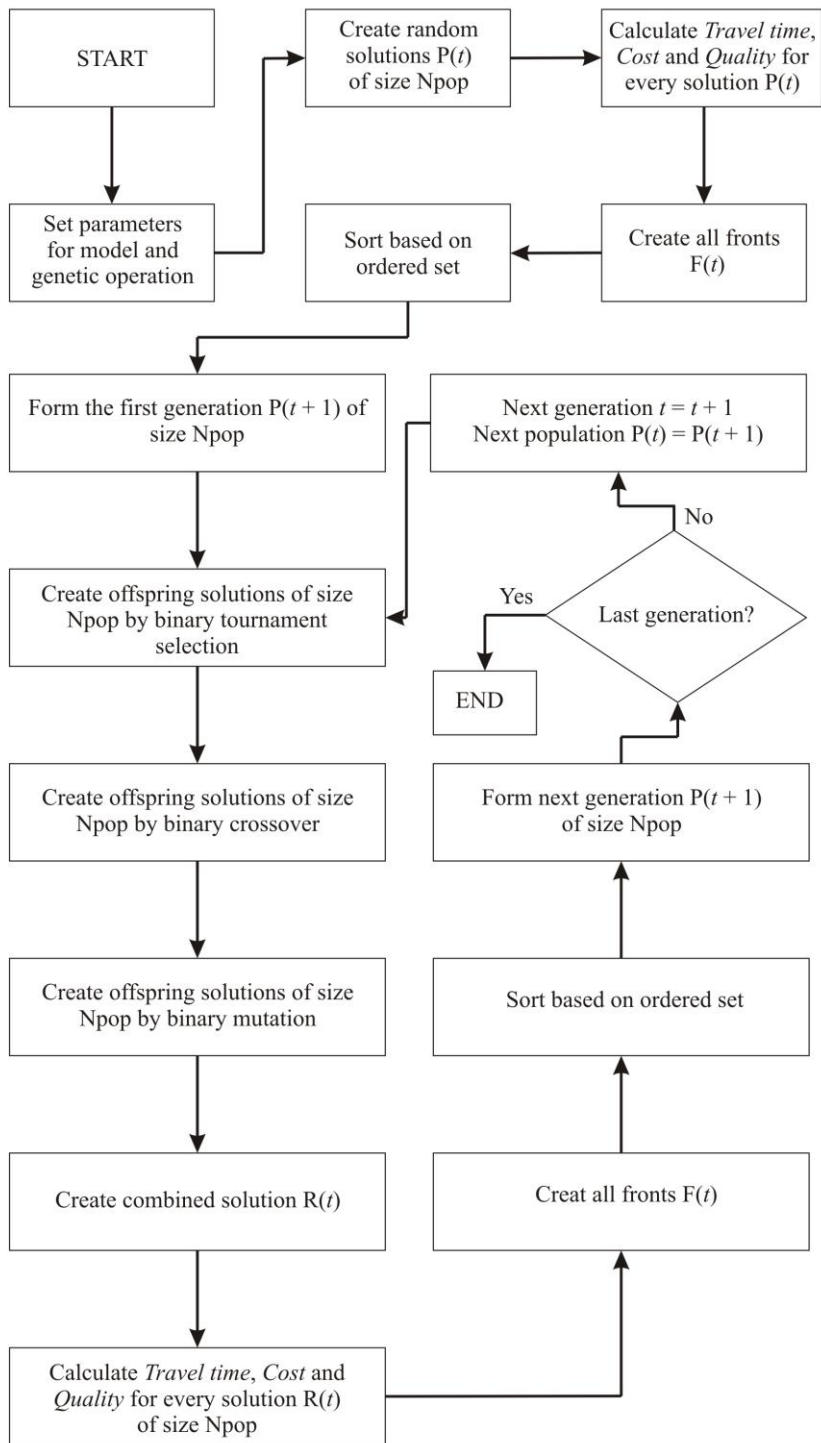 START
Create random
solutions P(t)
of size Npop
Calculate Travel time,
Cost and Quality for
every solution P(t)
Set parameters
for model and
genetic operation
Sort based on
ordered set
Create all fronts
F(t)
Form the first generation P(t + 1) of
size Npop
Next generation t = t + 1
Next population P(t) = P(t + 1)
No
Create offspring solutions of size
Npop by binary tournament
selection
Yes
Last generation?
END
Create offspring solutions of size
Npop by binary crossover
Form next generation P(t + 1)
of size Npop
Create offspring solutions of size
Npop by binary mutation
Sort based on ordered set
Create combined solution R(t)
Creat all fronts F(t)
Calculate Travel time, Cost and
Quality for every solution R(t)
of size Npop